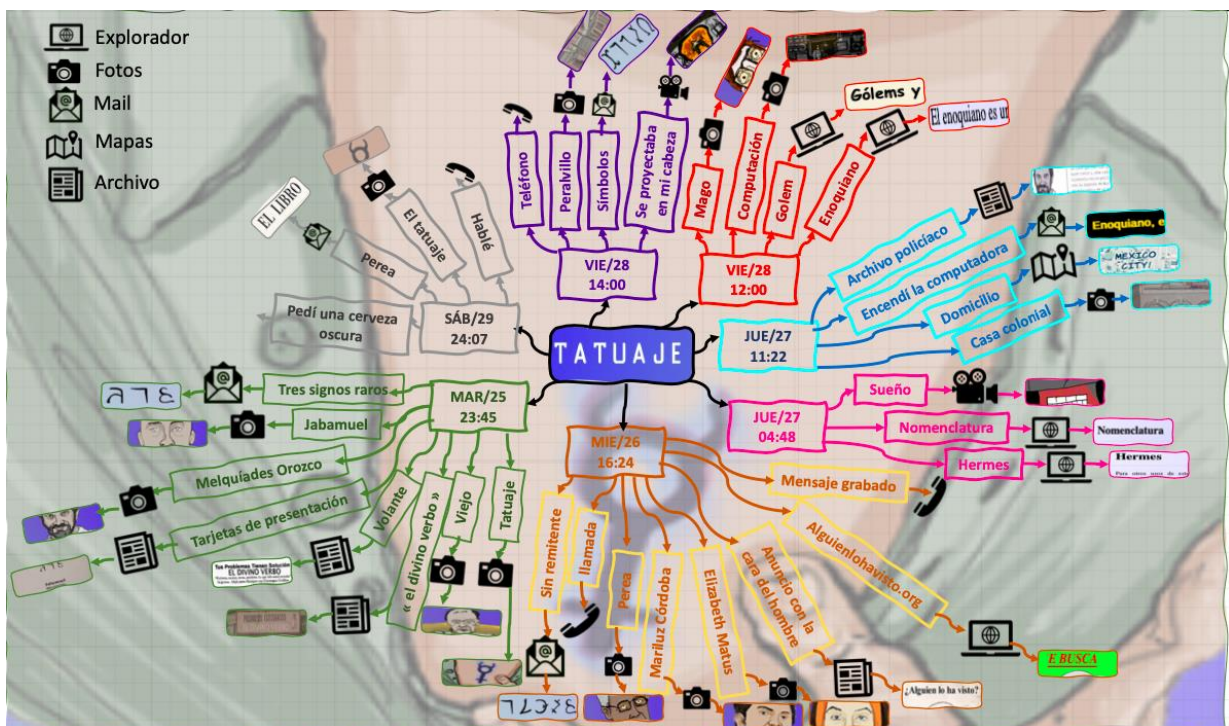 Explorador
Fotos
Mail
Mapas
Archivo
TATUAJE
VIE/28
14:00
Teléfono
Peralvillo
Símbolos
Se proyectaba
en mi cabeza
VIE/28
12:00
Mago
Computación
Golem
Enoquiano
Gólems y
El enoquiano es un
JUE/27
11:22
Archivo policíaco
Encendí la computadora
Enoquiano, e
Domicilio
MEXICO
CITY!
Casa colonial
JUE/27
04:48
Sueño
Nomenclatura
Nomenclatura
Hermes
Hermes
MIE/26
16:24
Mensaje grabado
Alguienlohavisto.org
E BUSCA
Anuncio con la
cara del hombre
¿Alguien lo ha visto?
Elizabeth Matus
Mariluz Córdoba
Perea
llamada
Sin remitente
MAR/25
23:45
Tres signos raros
Jabamuel
Melquíades Orozco
Tarjetas de presentación
Volante
Tus Problemas Tienen Solución
EL DIVINO VERBO
« el divino verbo »
Viejo
Tatuaje
SÁB/29
24:07
Pedí una cerveza
oscura
Perea
EL LIBRO
El tatuaje
Hablé